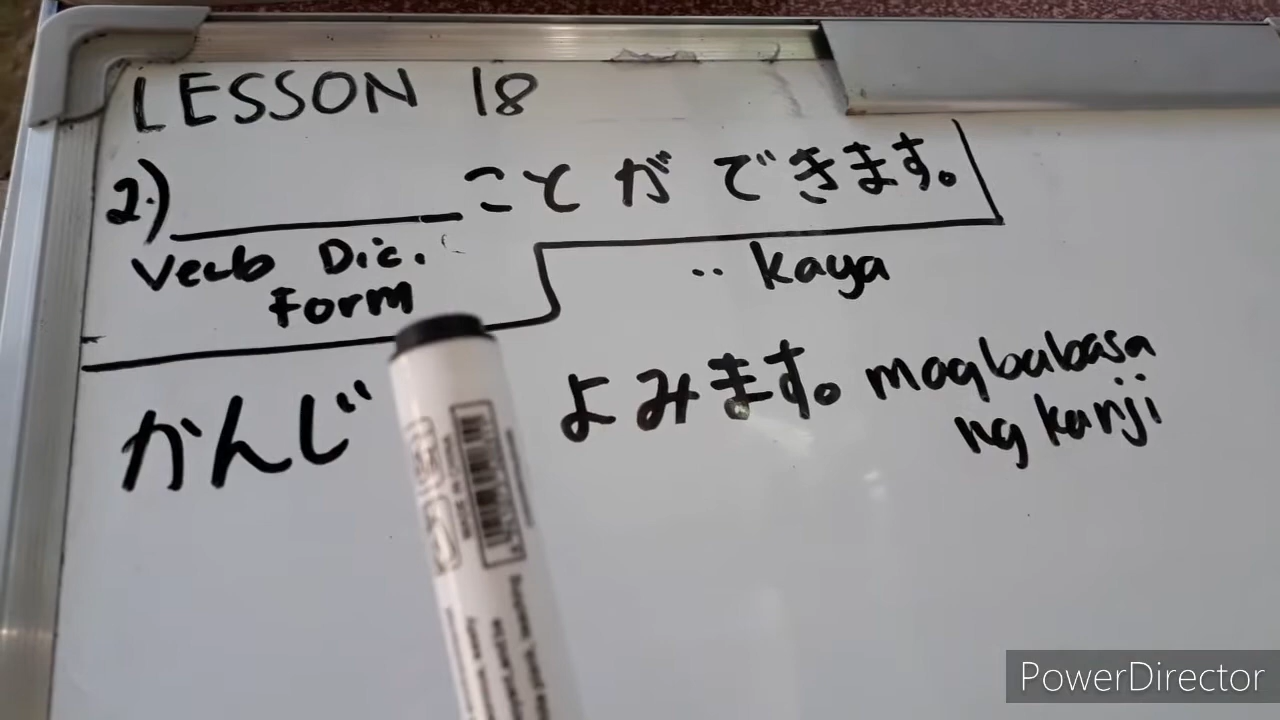 LESSON 18
2.) ______ ことができます。
Verb Dic.
Form
.. kaya
かんじ よみます。 magbabasa
ng kanji
PowerDirector